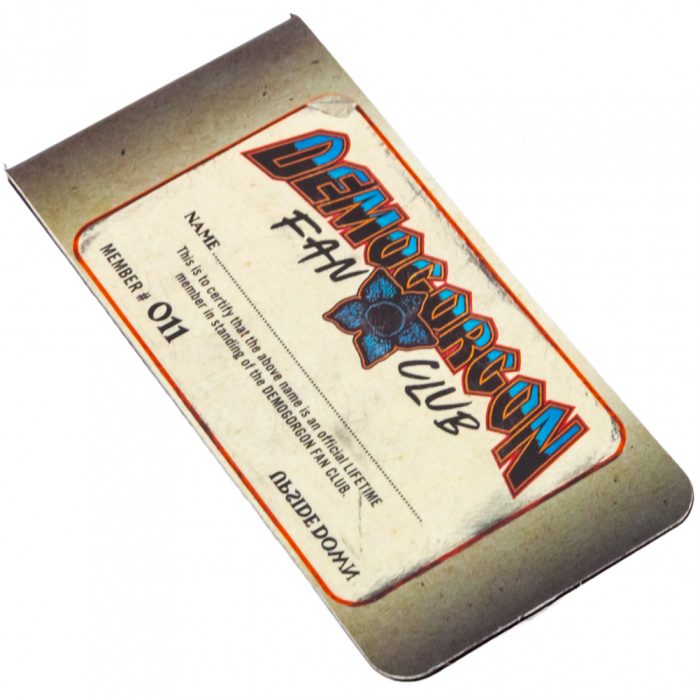 DEMOGORGON
FAN
CLUB
NAME
This is to certify that the above name is an official LIFETIME
member in standing of the DEMOGORGON FAN CLUB.
MEMBER # 011
UPSIDE DOWN